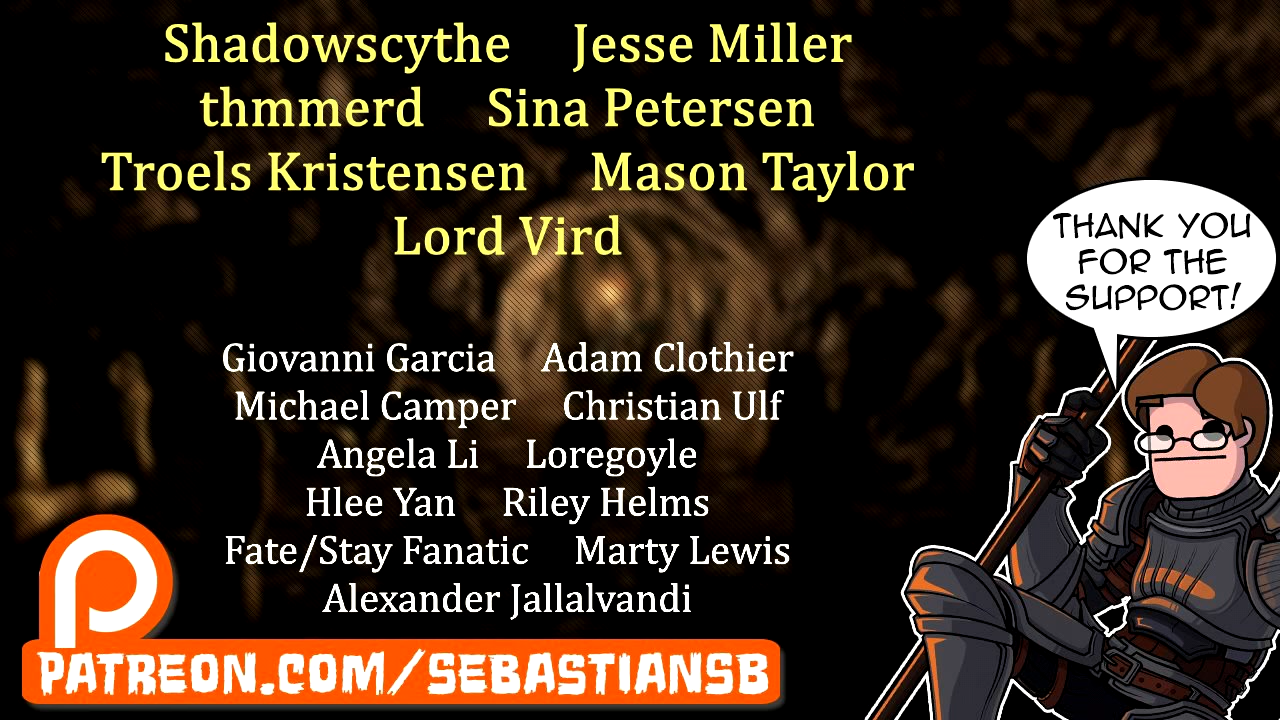 Shadowscythe Jesse Miller
thmmerd Sina Petersen
Troels Kristensen Mason Taylor
Lord Vird
THANK YOU
FOR THE
SUPPORT!
Giovanni Garcia Adam Clothier
Michael Camper Christian Ulf
Angela Li Loregoyle
Hlee Yan Riley Helms
Fate/Stay Fanatic Marty Lewis
Alexander Jallalvandi
PATREON.COM/SEBASTIANSB